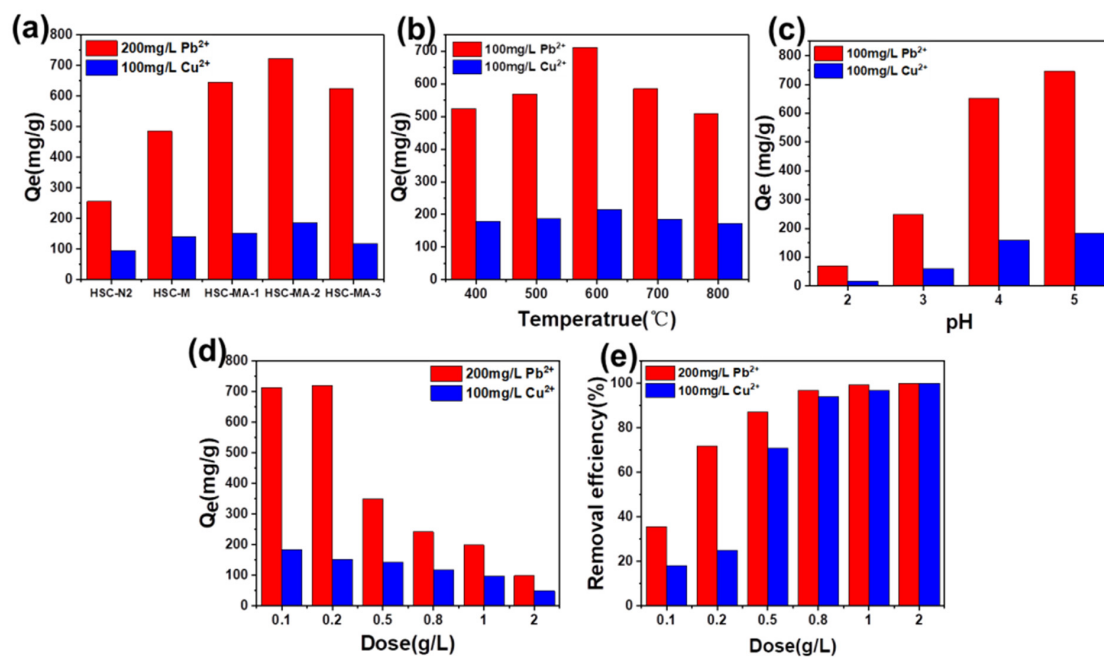 (a)
200mg/L Pb²⁺
100mg/L Cu²⁺
Qe(mg/g)
800
700
600
500
400
300
200
100
0
HSC-N2 HSC-M HSC-MA-1 HSC-MA-2 HSC-MA-3
(b)
100mg/L Pb²⁺
100mg/L Cu²⁺
Qe(mg/g)
700
600
500
400
300
200
100
0
400 500 600 700 800
Temperatrue(℃)
(c)
100mg/L Pb²⁺
100mg/L Cu²⁺
Qe (mg/g)
800
700
600
500
400
300
200
100
0
2 3 4 5
pH
(d)
200mg/L Pb²⁺
100mg/L Cu²⁺
Qe(mg/g)
800
700
600
500
400
300
200
100
0
0.1 0.2 0.5 0.8 1 2
Dose(g/L)
(e)
200mg/L Pb²⁺
100mg/L Cu²⁺
Removal effciency(%)
100
80
60
40
20
0
0.1 0.2 0.5 0.8 1 2
Dose(g/L)